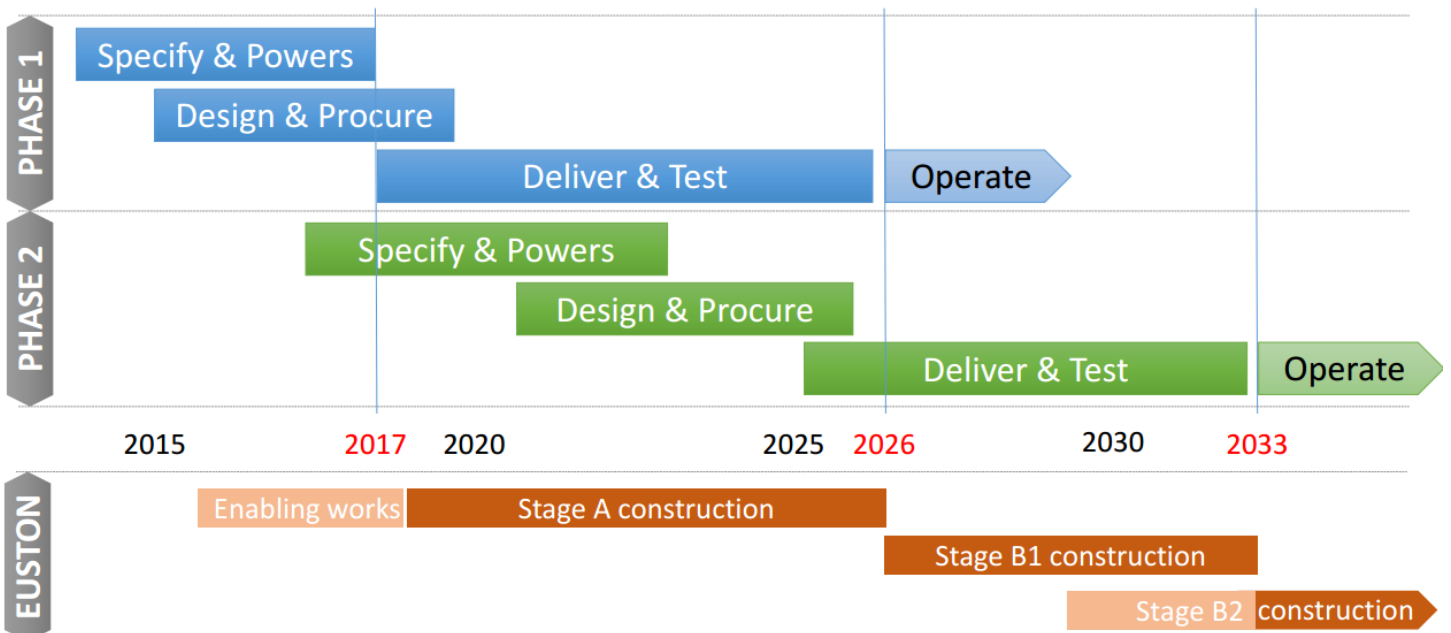 PHASE 1
Specify & Powers
Design & Procure
Deliver & Test
Operate
PHASE 2
Specify & Powers
Design & Procure
Deliver & Test
Operate
2015 2017 2020 2025 2026 2030 2033
EUSTON
Enabling works
Stage A construction
Stage B1 construction
Stage B2 construction